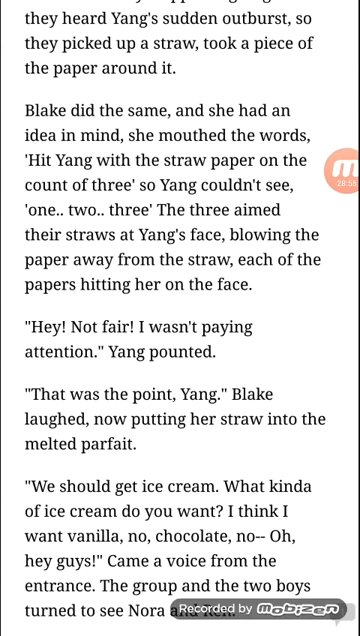 they heard Yang's sudden outburst, so
they picked up a straw, took a piece of
the paper around it.
Blake did the same, and she had an
idea in mind, she mouthed the words,
'Hit Yang with the straw paper on the
count of three' so Yang couldn't see,
'one.. two.. three' The three aimed
their straws at Yang's face, blowing the
paper away from the straw, each of the
papers hitting her on the face.
28:55
"Hey! Not fair! I wasn't paying
attention." Yang pounted.
"That was the point, Yang." Blake
laughed, now putting her straw into the
melted parfait.
"We should get ice cream. What kinda
of ice cream do you want? I think I
want vanilla, no, chocolate, no-- Oh,
hey guys!" Came a voice from the
entrance. The group and the two boys
turned to see Nora
Recorded by mobizen